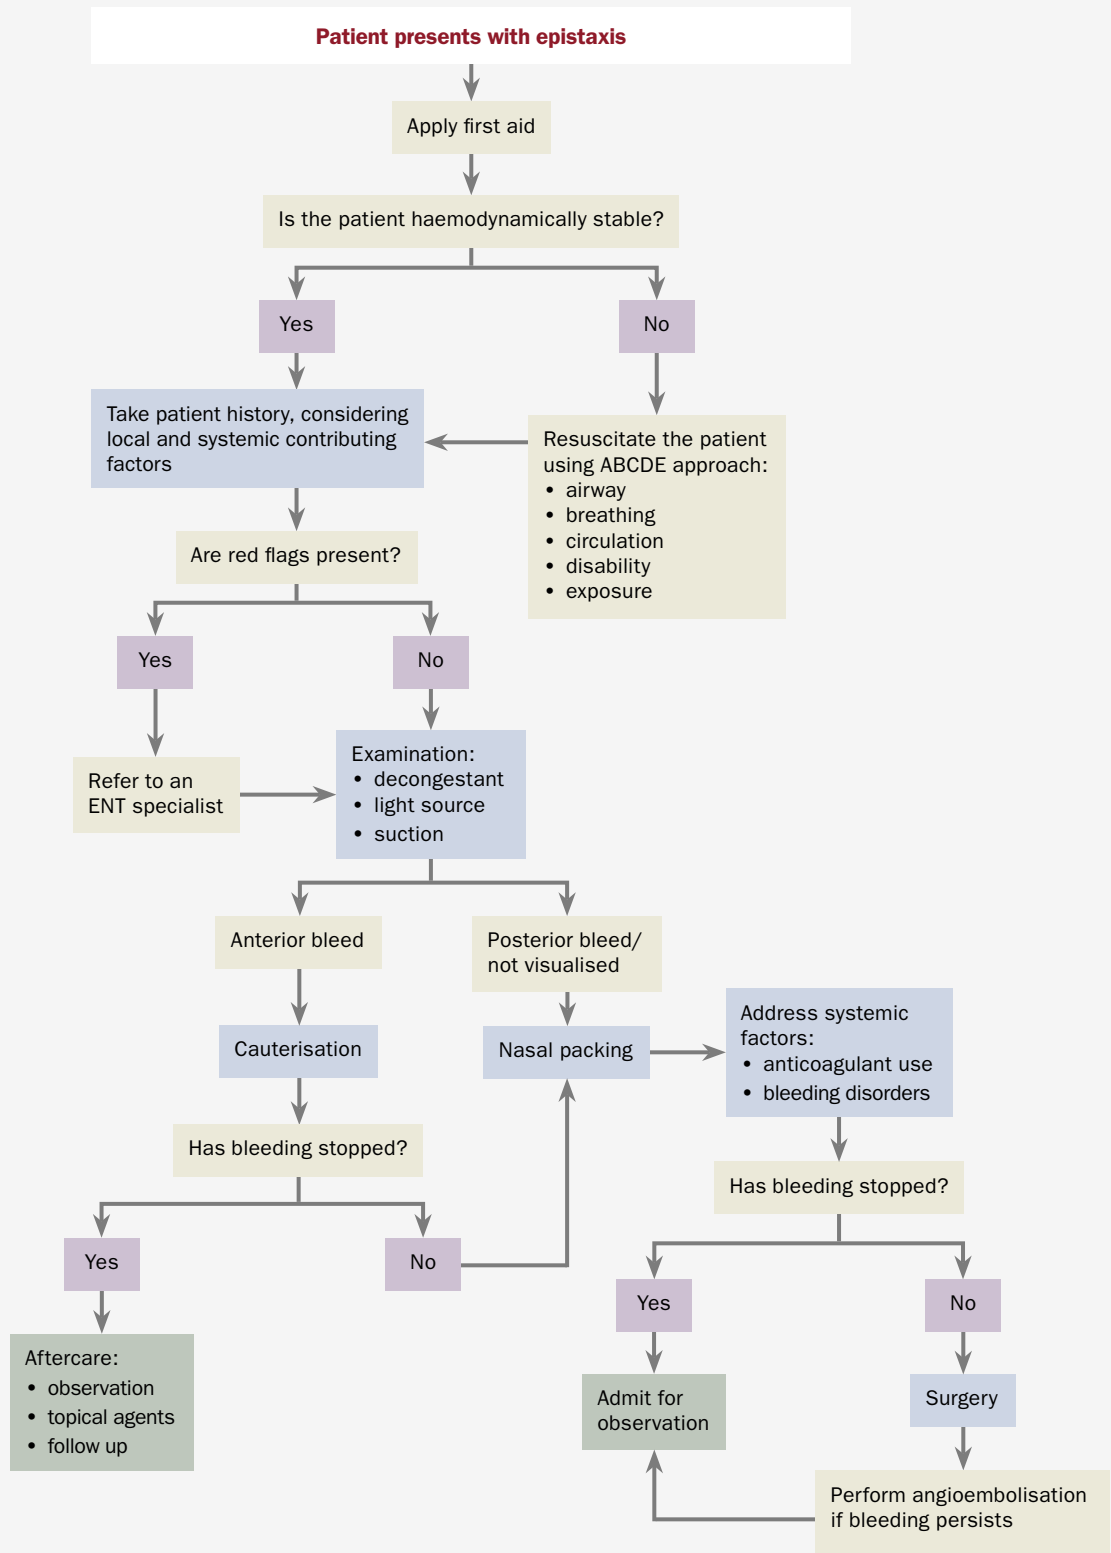 Patient presents with epistaxis
Apply first aid
Is the patient haemodynamically stable?
Yes
No
Take patient history, considering
local and systemic contributing
factors
Resuscitate the patient
using ABCDE approach:
• airway
• breathing
• circulation
• disability
• exposure
Are red flags present?
Yes
No
Refer to an
ENT specialist
Examination:
• decongestant
• light source
• suction
Anterior bleed
Posterior bleed/
not visualised
Cauterisation
Nasal packing
Address systemic
factors:
• anticoagulant use
• bleeding disorders
Has bleeding stopped?
Has bleeding stopped?
Yes
No
Yes
No
Aftercare:
• observation
• topical agents
• follow up
Admit for
observation
Surgery
Perform angioembolisation
if bleeding persists